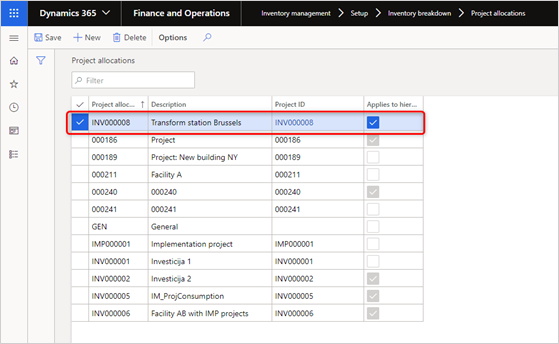 Dynamics 365 Finance and Operations Inventory management Setup Inventory breakdown Project allocations
Save New Delete Options
Project allocations
Filter
Project alloc... Description Project ID Applies to hier...
INV000008 Transform station Brussels INV000008
000186 Project 000186
000189 Project: New building NY 000189
000211 Facility A 000211
000240 000240 000240
000241 000241 000241
GEN General
IMP000001 Implementation project IMP000001
INV000001 Investicija 1 INV000001
INV000002 Investicija 2 INV000002
INV000005 IM_ProjConsumption INV000005
INV000006 Facility AB with IMP projects INV000006